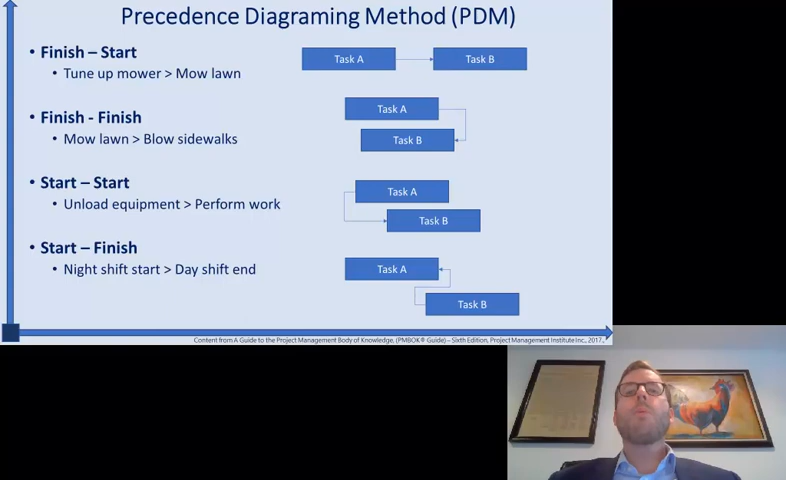 Precedence Diagraming Method (PDM)
• Finish – Start
• Tune up mower > Mow lawn
Task A
Task B
• Finish - Finish
• Mow lawn > Blow sidewalks
Task A
Task B
• Start – Start
• Unload equipment > Perform work
Task A
Task B
• Start – Finish
• Night shift start > Day shift end
Task A
Task B
Content from A Guide to the Project Management Body of Knowledge, (PMBOK® Guide) – Sixth Edition, Project Management Institute Inc., 2017.